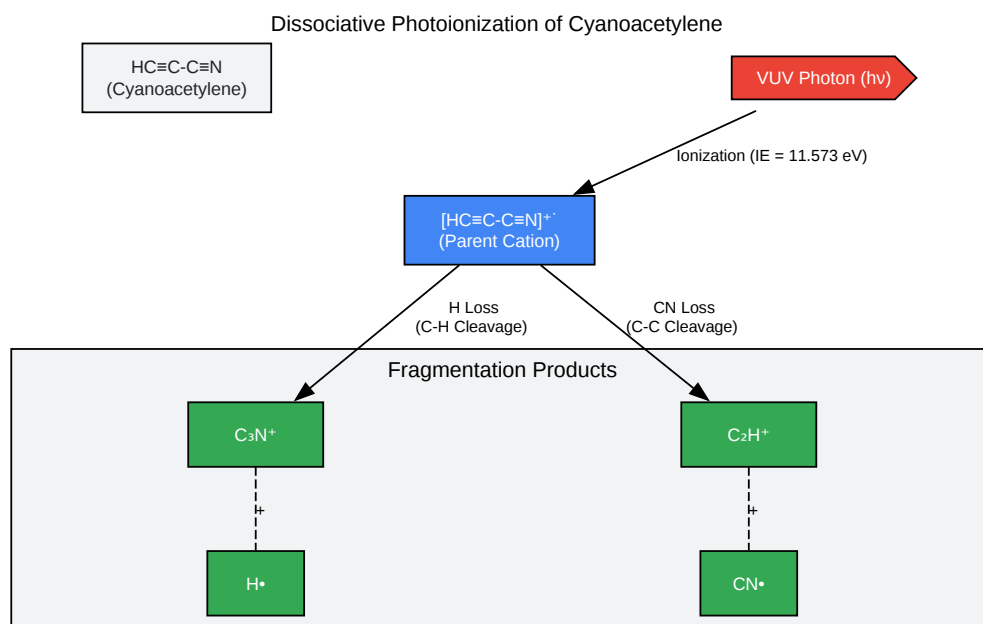 Dissociative Photoionization of Cyanoacetylene
HC≡C-C≡N
(Cyanoacetylene)
VUV Photon (hν)
Ionization (IE = 11.573 eV)
[HC≡C-C≡N]⁺˙
(Parent Cation)
H Loss
(C-H Cleavage)
CN Loss
(C-C Cleavage)
Fragmentation Products
C₃N⁺
C₂H⁺
+
+
H•
CN•